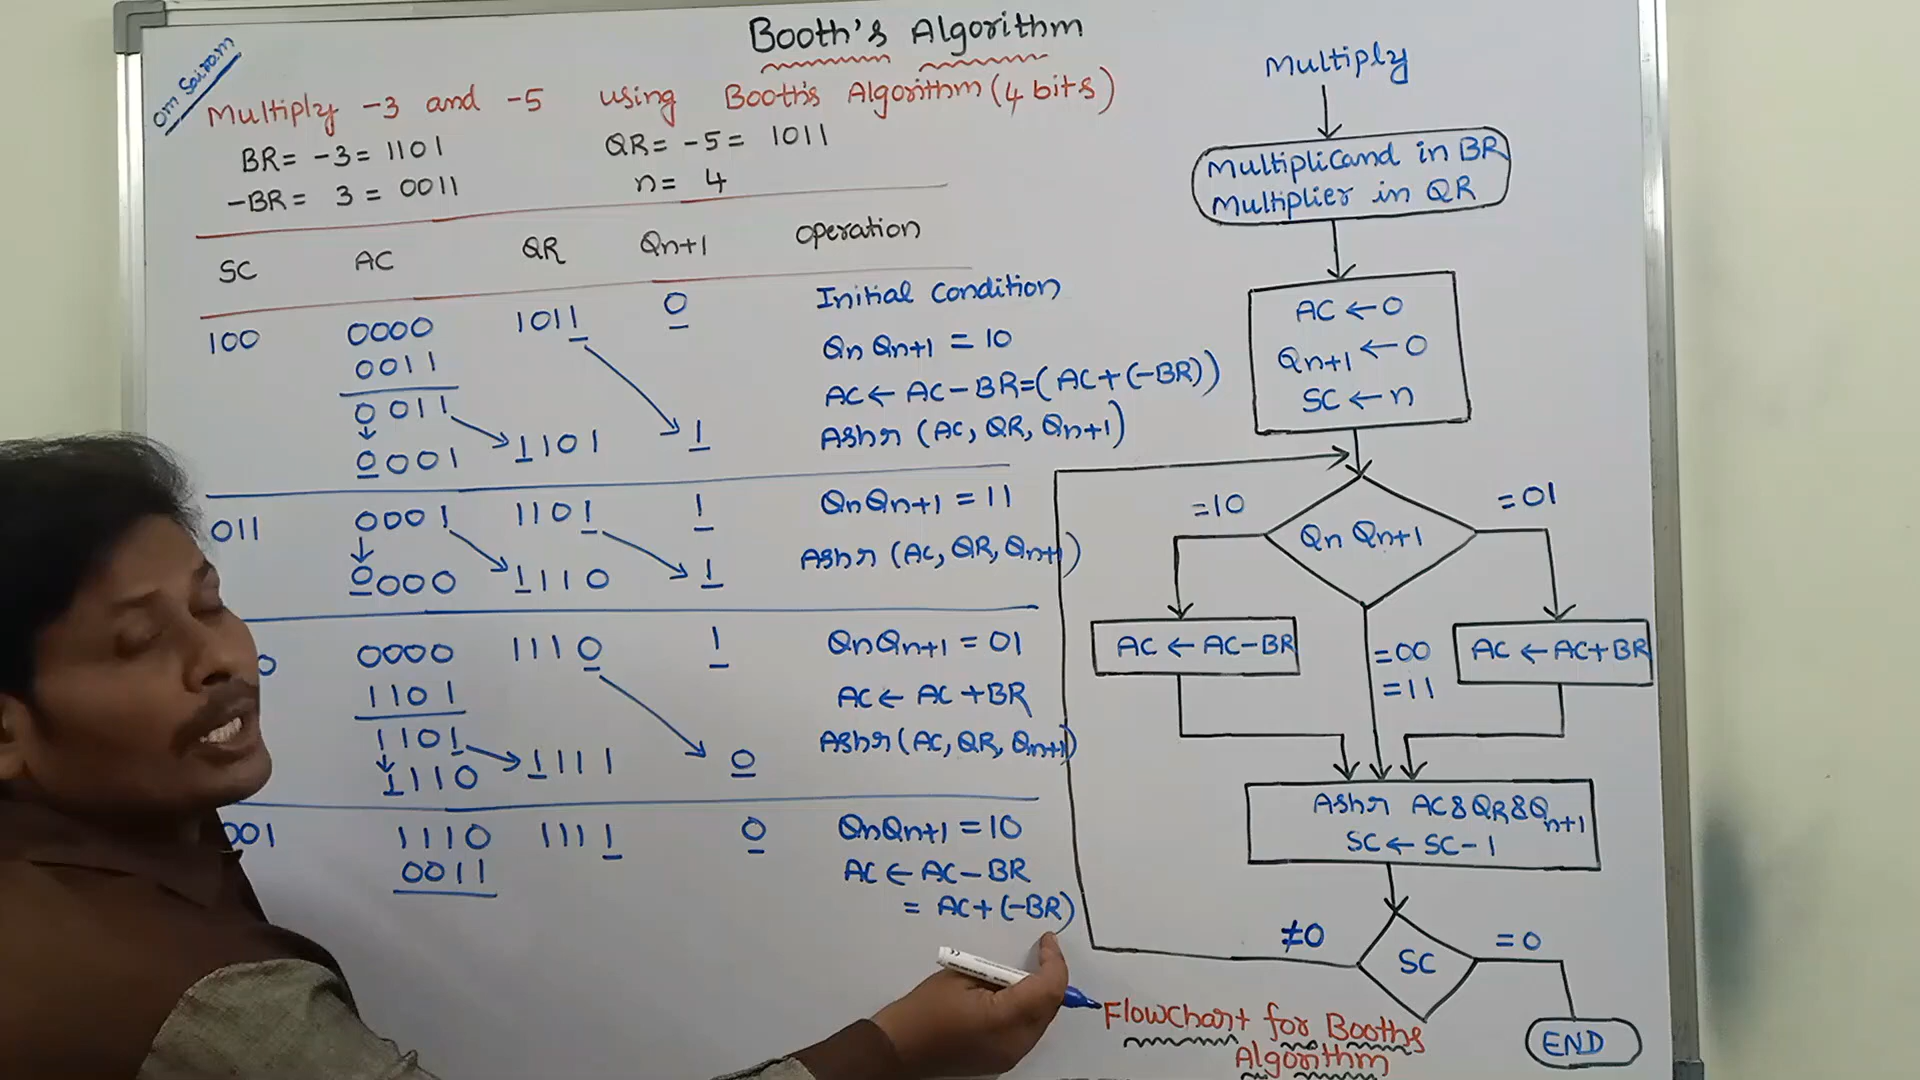 Booth's Algorithm
Om Sairam
Multiply -3 and -5 using Booth's Algorithm (4 bits)
BR = -3 = 1101 QR = -5 = 1011
-BR = 3 = 0011 n = 4
SC AC QR Qn+1 operation
100 0000 1011 0 Initial condition
0011 QnQn+1 = 10
0011 AC ← AC - BR = (AC + (-BR))
0001 1101 1 Ashr (AC, QR, Qn+1)
011 0001 1101 1 QnQn+1 = 11
0000 1110 1 Ashr (AC, QR, Qn+1)
0 0000 1110 1 QnQn+1 = 01
1101 AC ← AC + BR
1101 Ashr (AC, QR, Qn+1)
1110 1111 0
001 1110 1111 0 QnQn+1 = 10
0011 AC ← AC - BR
= AC + (-BR)
Multiply
Multiplicand in BR
Multiplier in QR
AC ← 0
Qn+1 ← 0
SC ← n
=10 Qn Qn+1 =01
AC ← AC-BR =00 AC ← AC+BR
=11
Ashr AC&QR&Qn+1
SC ← SC-1
≠0 SC =0
END
Flowchart for Booths
Algorithm